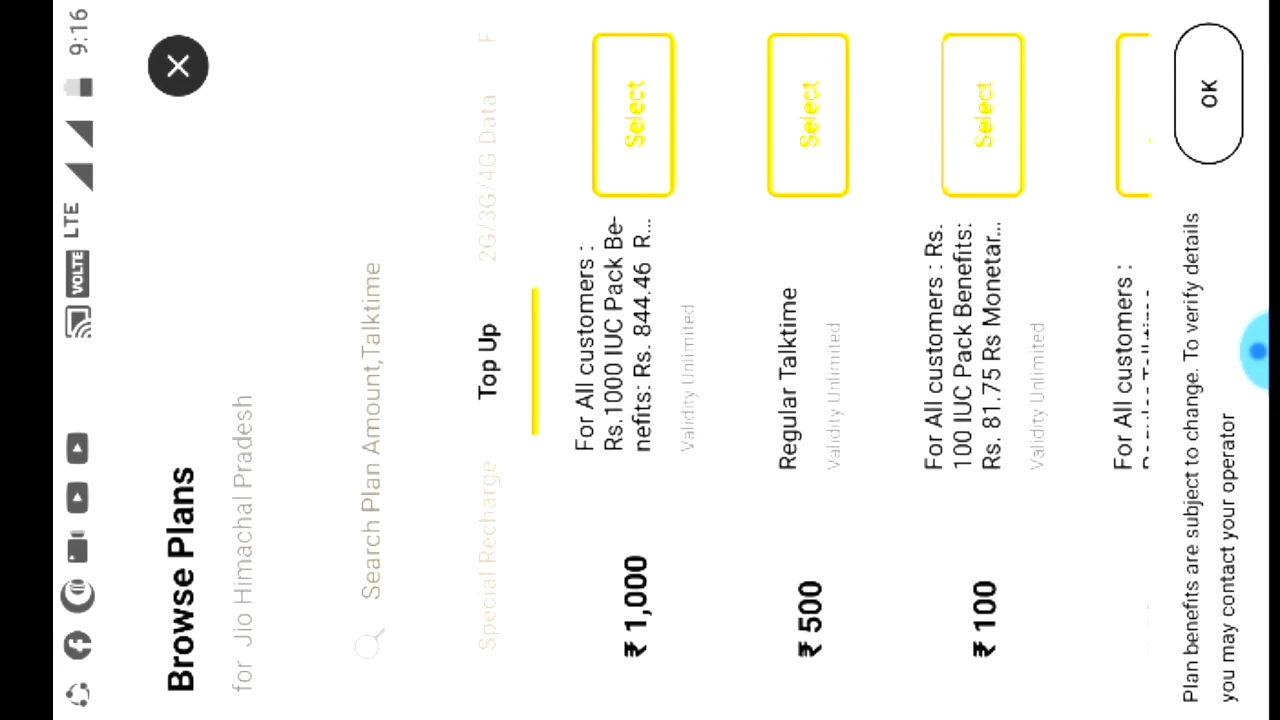 9:16
LTE
VOLTE
Browse Plans
for Jio Himachal Pradesh
Search Plan Amount,Talktime
Special Recharge
Top Up
2G/3G/4G Data
F
₹ 1,000
For All customers :
Rs.1000 IUC Pack Be-
nefits: Rs. 844.46 R...
Validity Unlimited
Select
₹ 500
Regular Talktime
Validity Unlimited
Select
₹ 100
For All customers : Rs.
100 IUC Pack Benefits:
Rs. 81.75 Rs Monetar...
Validity Unlimited
Select
For All customers :
Plan benefits are subject to change. To verify details
you may contact your operator
OK